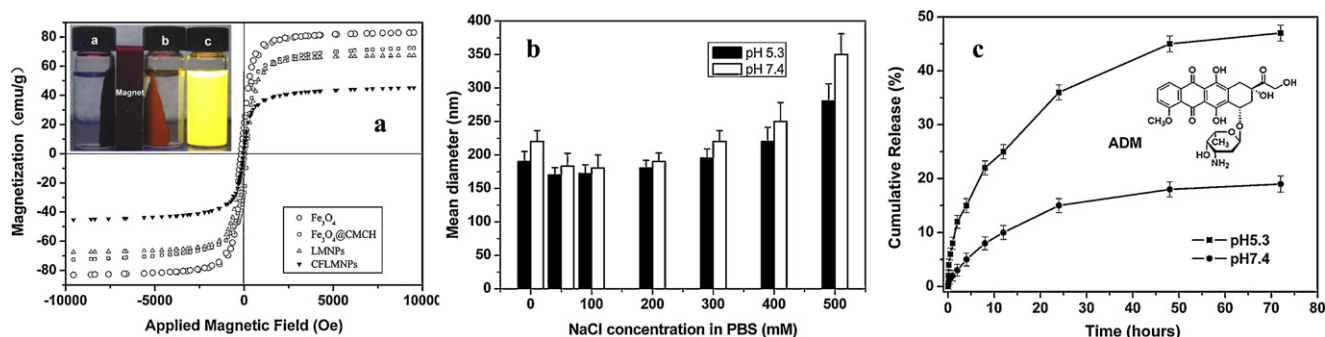 a
b
c
Magnet
80
60
40
20
0
-20
-40
-60
-80
Magnetization (emu/g)
a
Fe3O4
Fe3O4@CMCH
LMNPs
CFLMNPs
-10000 -5000 0 5000 10000
Applied Magnetic Field (Oe)
b
pH 5.3
pH 7.4
400
350
300
250
200
150
100
50
0
Mean diameter (nm)
0 100 200 300 400 500
NaCl concentration in PBS (mM)
c
50
40
30
20
10
0
Cumulative Release (%)
O OH O OH
O
OH
CH3O O OH O
CH3 O
HO
NH2
ADM
pH5.3
pH7.4
0 10 20 30 40 50 60 70 80
Time (hours)